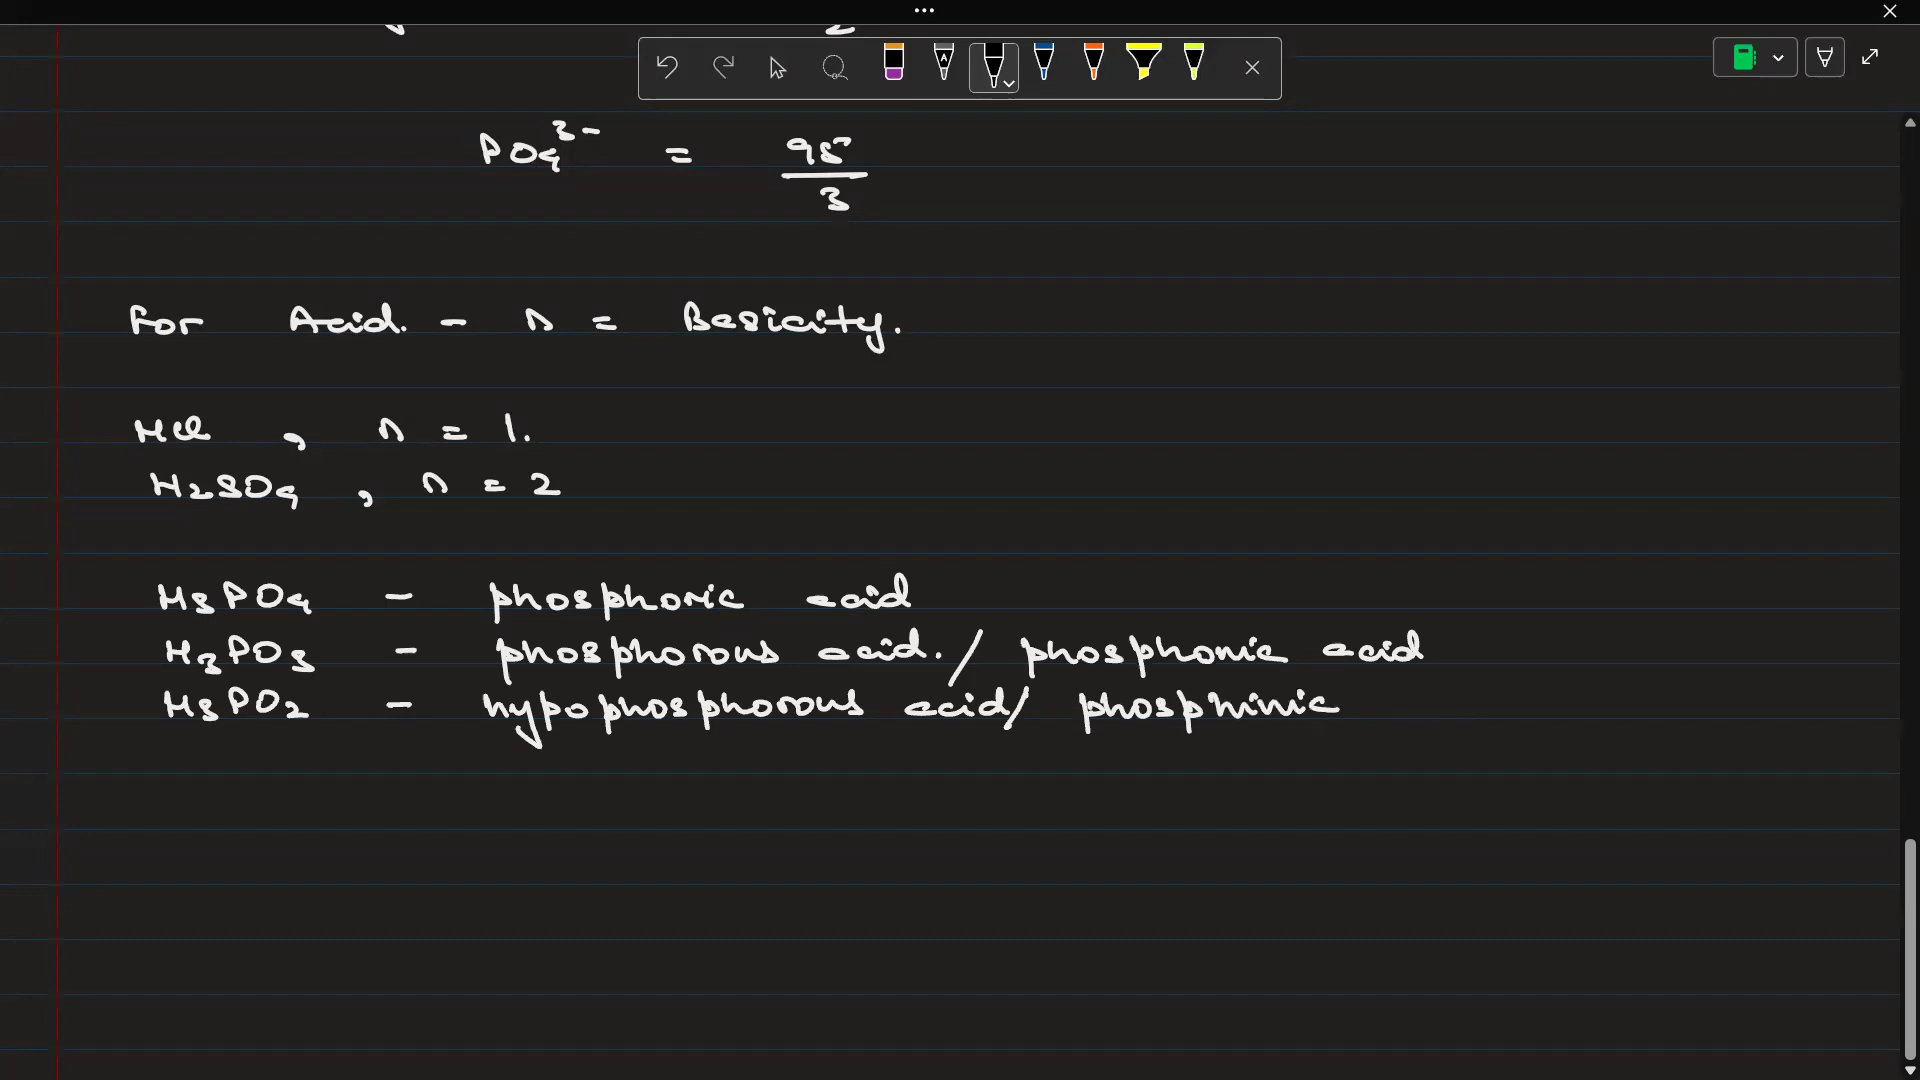 PO₄³⁻ = 95/3
For Acid. - n = Basicity.
HCl , n = 1.
H₂SO₄ , n = 2
H₃PO₄ - phosphoric acid
H₃PO₃ - phosphorous acid. / phosphonic acid
H₃PO₂ - hypophosphorous acid/ phosphinic